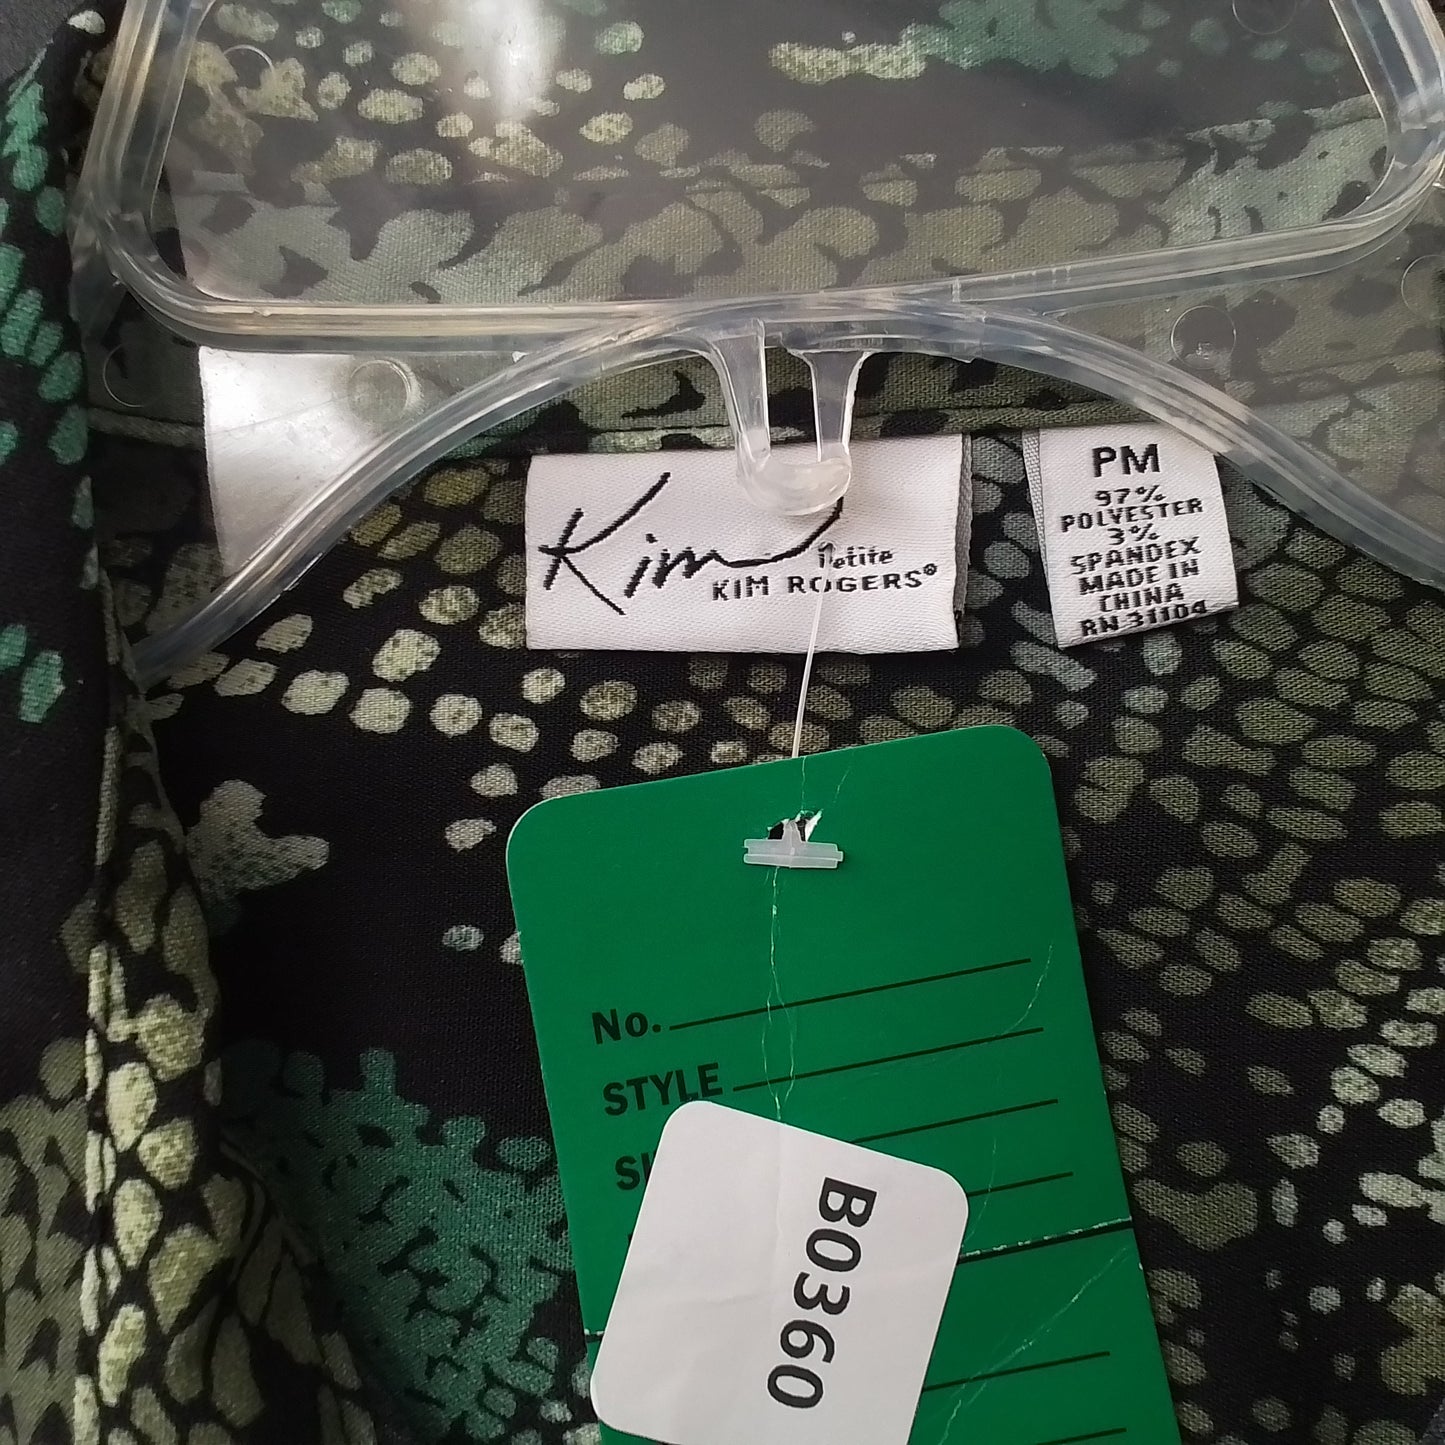 Kim
Petite
KIM ROGERS®
PM
97%
POLYESTER
3%
SPANDEX
MADE IN
CHINA
RN 31104
No.
STYLE
B0360